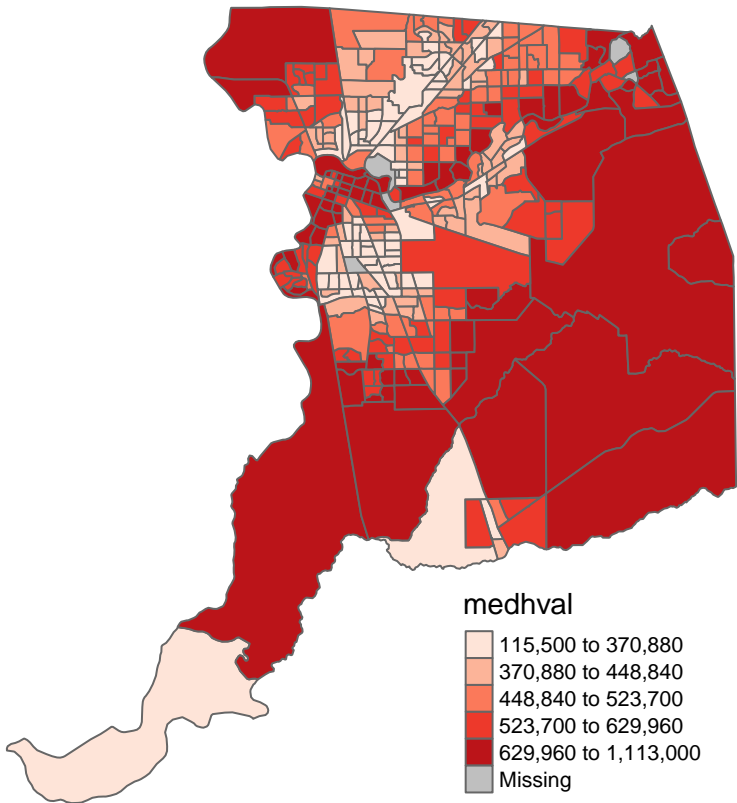 medhval
115,500 to 370,880
370,880 to 448,840
448,840 to 523,700
523,700 to 629,960
629,960 to 1,113,000
Missing